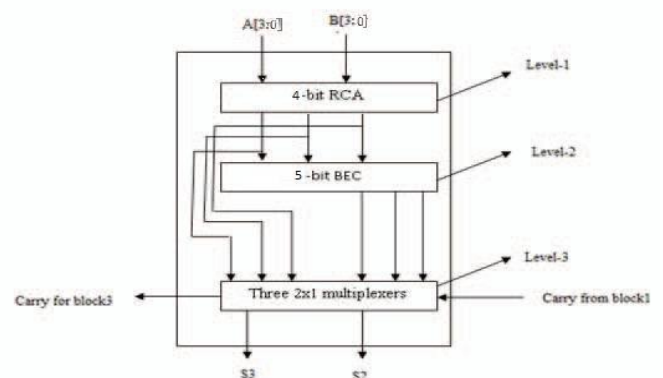 A[3:0]
B[3:0]
Level-1
4-bit RCA
Level-2
5 -bit BEC
Level-3
Three 2x1 multiplexers
Carry for block3
Carry from block1
S3
S2